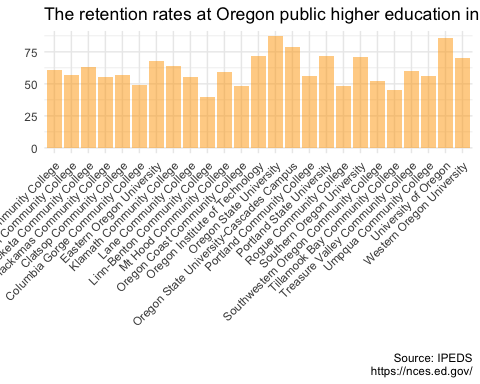 The retention rates at Oregon public higher education in
75
50
25
0
College
Community College
Community College
Community College
Clatsop Community College
Columbia Gorge Community College
Eastern Oregon University
Klamath Community College
Lane Community College
Linn-Benton Community College
Mt Hood Community College
Oregon Coast Community College
Oregon Institute of Technology
Oregon State University
Oregon State University-Cascades Campus
Portland Community College
Portland State University
Rogue Community College
Southern Oregon University
Southwestern Oregon Community College
Tillamook Bay Community College
Treasure Valley Community College
Umpqua Community College
University of Oregon
Western Oregon University
Source: IPEDS
https://nces.ed.gov/